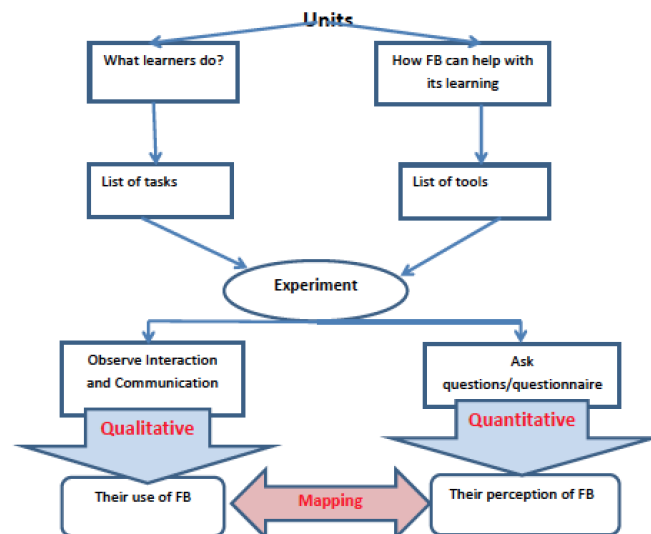 Units
What learners do?
How FB can help with
its learning
List of tasks
List of tools
Experiment
Observe Interaction
and Communication
Ask
questions/questionnaire
Qualitative
Quantitative
Their use of FB
Mapping
Their perception of FB